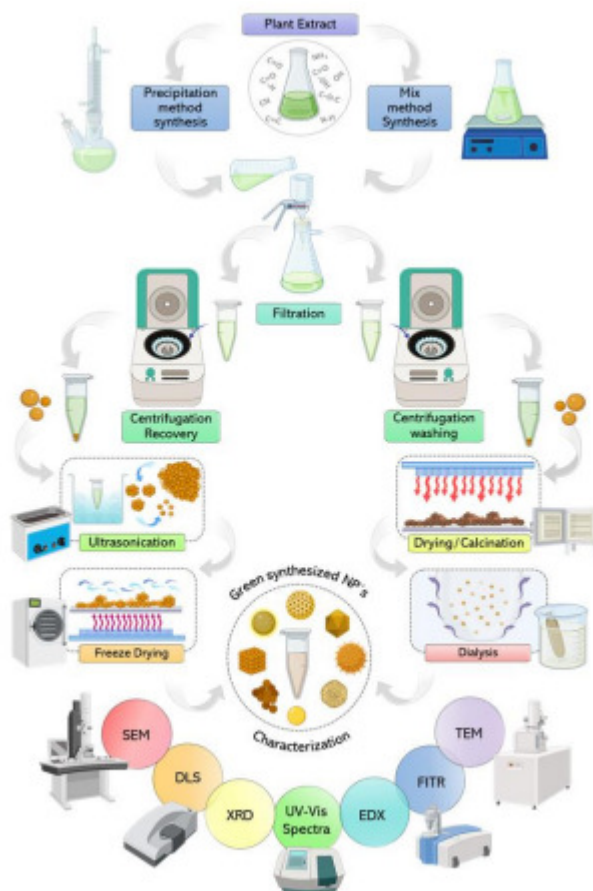 Plant Extract
Precipitation
method
synthesis
Mix
method
Synthesis
C=O
NH₂
C=O
C=C
Filtration
Centrifugation
Recovery
Centrifugation
washing
Ultrasonication
Drying/Calcination
Green synthesized NP's
Freeze Drying
Dialysis
Characterization
SEM
TEM
DLS
FITR
XRD
UV-Vis
Spectra
EDX